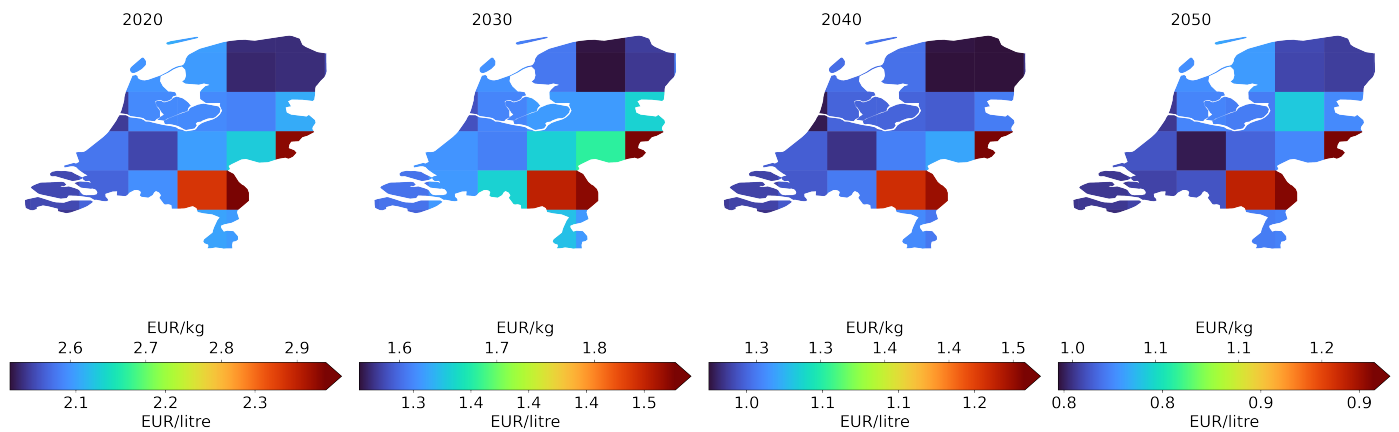 2020 2030 2040 2050
EUR/kg EUR/kg EUR/kg EUR/kg
2.6 2.7 2.8 2.9 1.6 1.7 1.8 1.3 1.3 1.4 1.4 1.5 1.0 1.1 1.1 1.2
2.1 2.2 2.3 1.3 1.4 1.4 1.4 1.5 1.0 1.1 1.1 1.2 0.8 0.8 0.9 0.9
EUR/litre EUR/litre EUR/litre EUR/litre